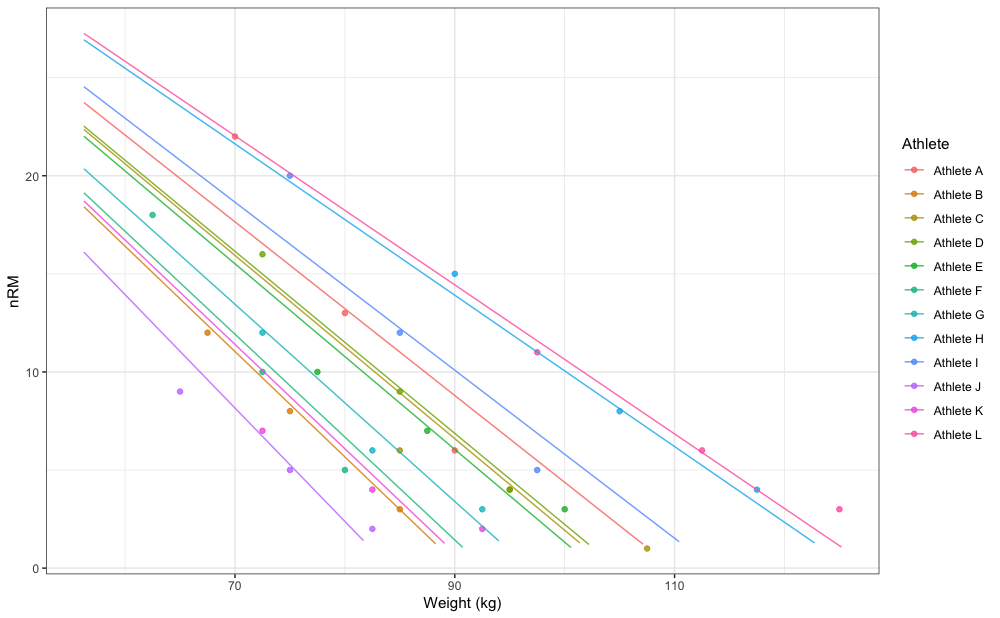 20
10
0
nRM
70
90
110
Weight (kg)
Athlete
Athlete A
Athlete B
Athlete C
Athlete D
Athlete E
Athlete F
Athlete G
Athlete H
Athlete I
Athlete J
Athlete K
Athlete L